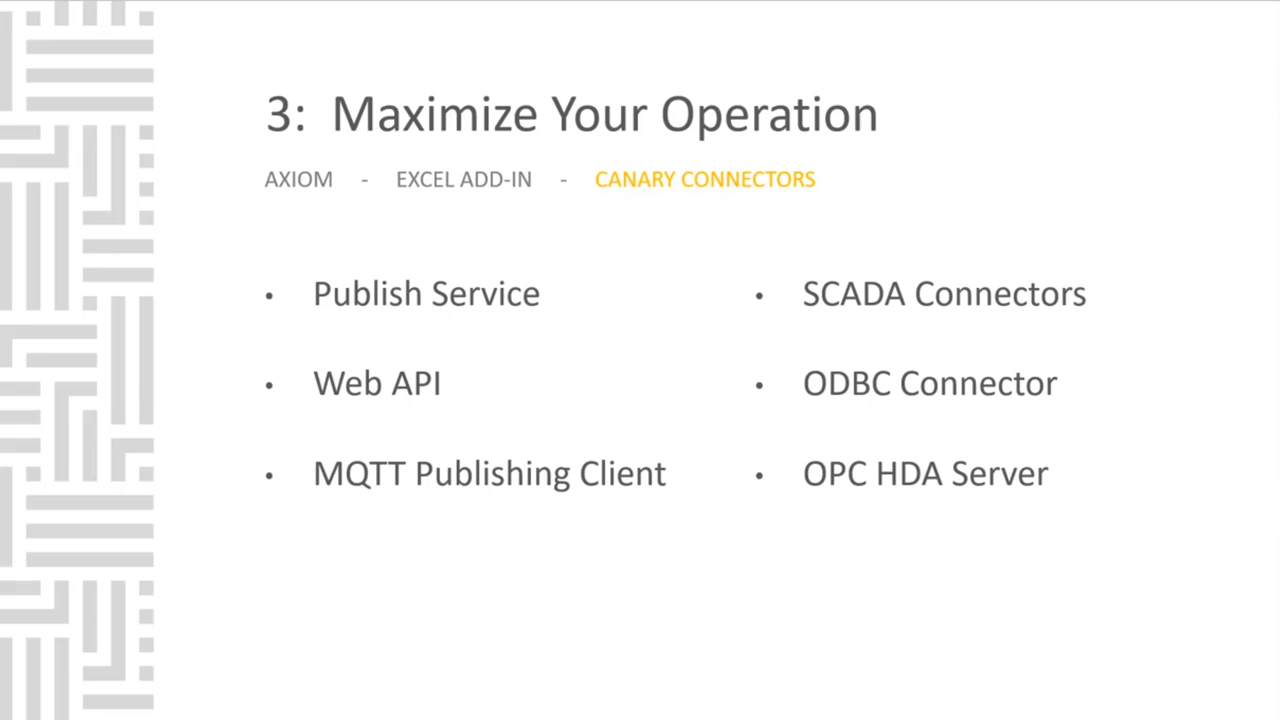 3: Maximize Your Operation
AXIOM - EXCEL ADD-IN - CANARY CONNECTORS
• Publish Service
• Web API
• MQTT Publishing Client
• SCADA Connectors
• ODBC Connector
• OPC HDA Server